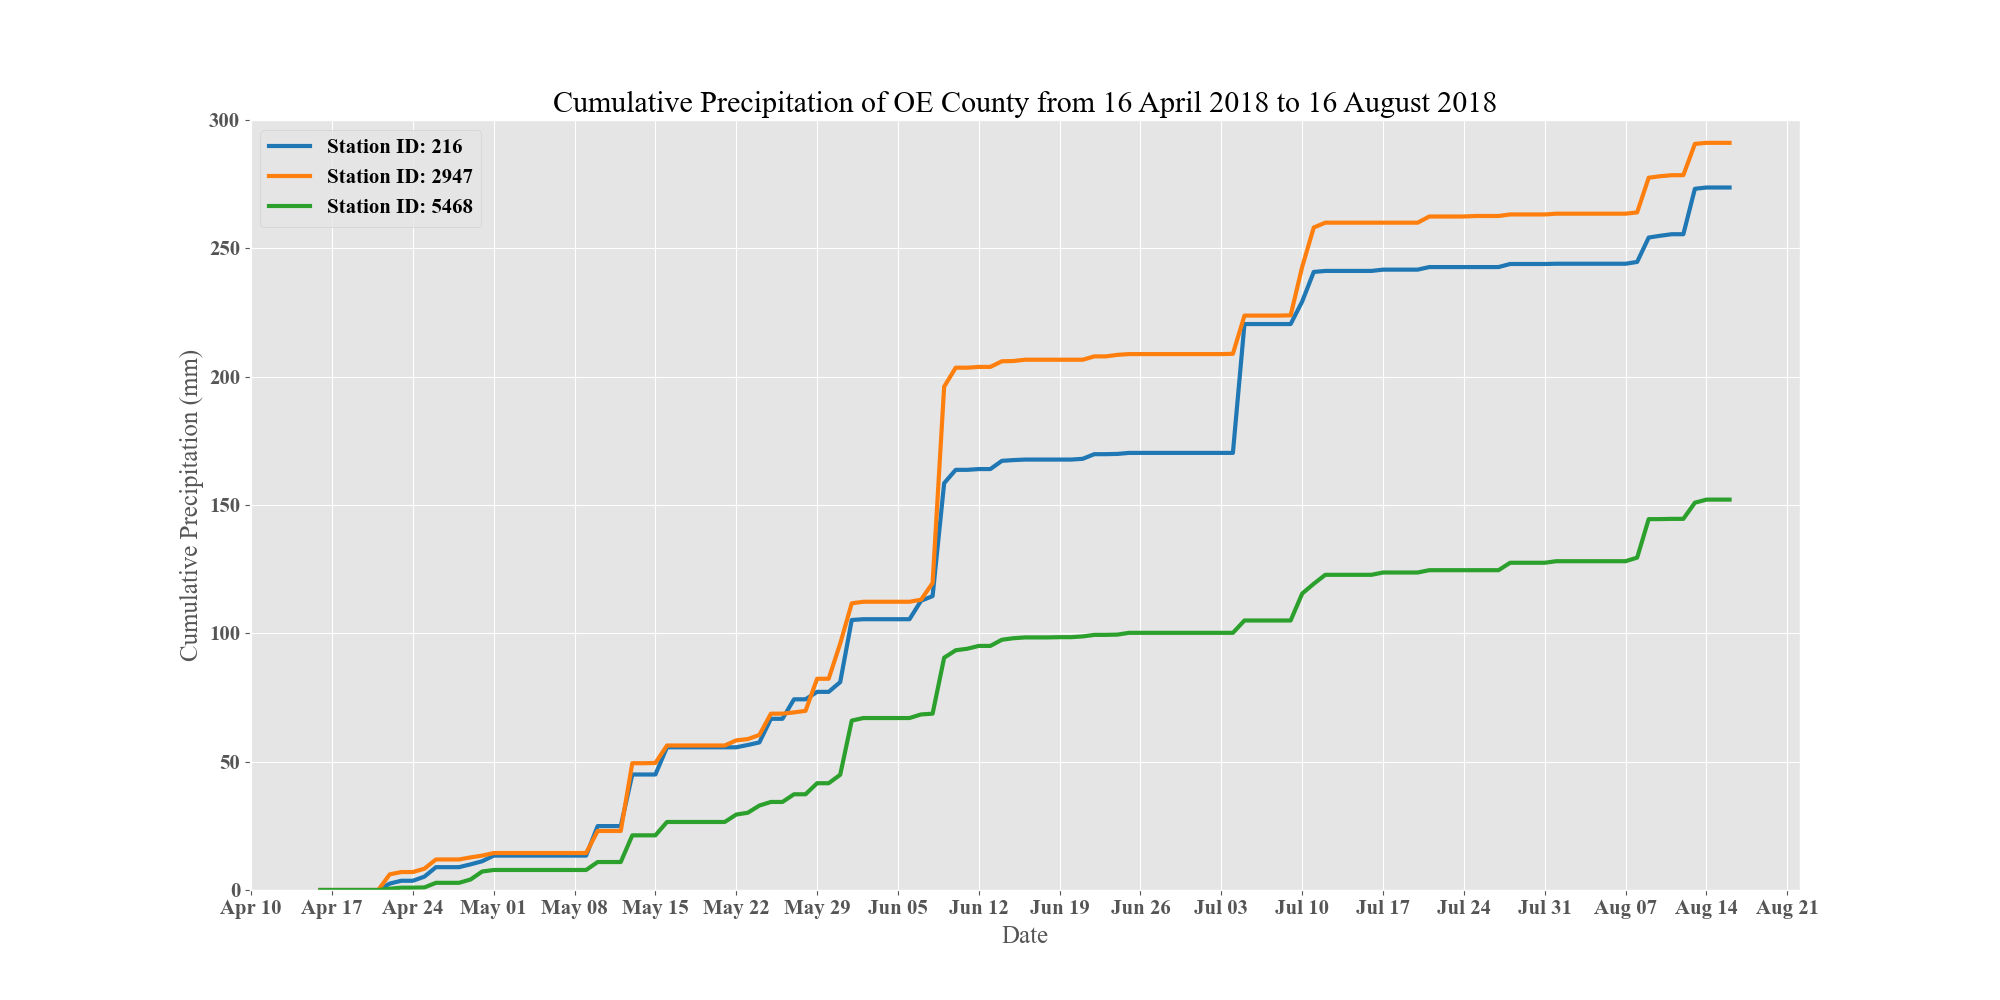 Cumulative Precipitation of OE County from 16 April 2018 to 16 August 2018
300
250
200
150
100
50
0
Cumulative Precipitation (mm)
Station ID: 216
Station ID: 2947
Station ID: 5468
Apr 10 Apr 17 Apr 24 May 01 May 08 May 15 May 22 May 29 Jun 05 Jun 12 Jun 19 Jun 26 Jul 03 Jul 10 Jul 17 Jul 24 Jul 31 Aug 07 Aug 14 Aug 21
Date